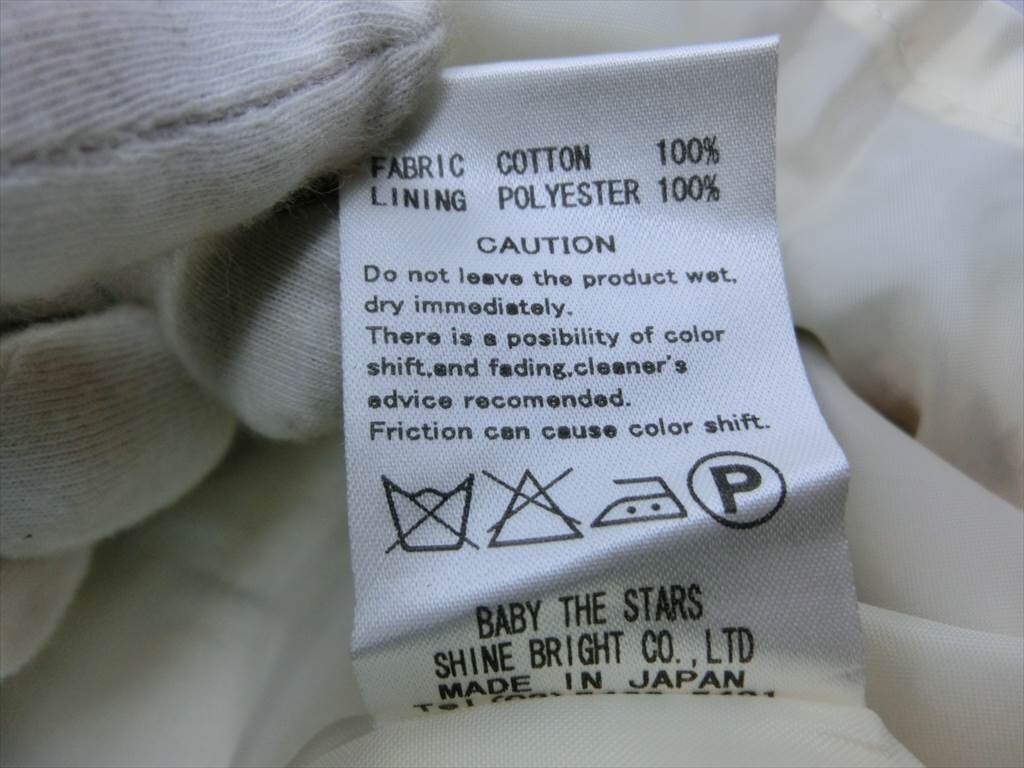 FABRIC COTTON 100%
LINING POLYESTER 100%
CAUTION
Do not leave the product wet,
dry immediately.
There is a posibility of color
shift,and fading,cleaner's
advice recomended.
Friction can cause color shift.
P
BABY THE STARS
SHINE BRIGHT CO.,LTD
MADE IN JAPAN